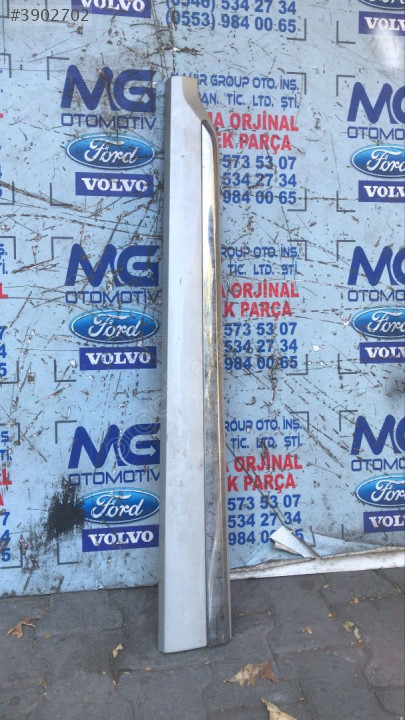 #3902702
VOLVO
(0546) 534 27 34
(0553) 984 00 65
MG
OTOMOTİV
Ford
VOLVO
GROUP OTO. İNŞ.
SAN. TİC. LTD. ŞTİ.
ORJİNAL
PARÇA
573 53 07
534 27 34
984 00 65
MG
OTOMOTİV
Ford
VOLVO
MG
OTOMOTİV
Ford
VOLVO
GROUP OTO. İNŞ.
TİC. LTD. ŞTİ.
ORJİNAL
PARÇA
573 53 07
534 27 34
984 00 65
MG
OTOMOTİV
Ford
VOLVO
MG
OTOMOTİV
Ford
VOLVO
GROUP OTO. İNŞ.
TİC. LTD. ŞTİ.
ORJİNAL
PARÇA
573 53 07
534 27 34
984 00 65
MG
OTOMOTİV
Ford
VOLVO